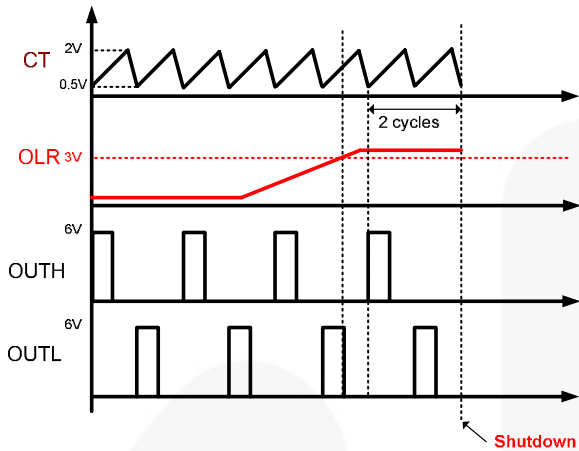 2V
CT
0.5V
2 cycles
OLR 3V
6V
OUTH
6V
OUTL
Shutdown